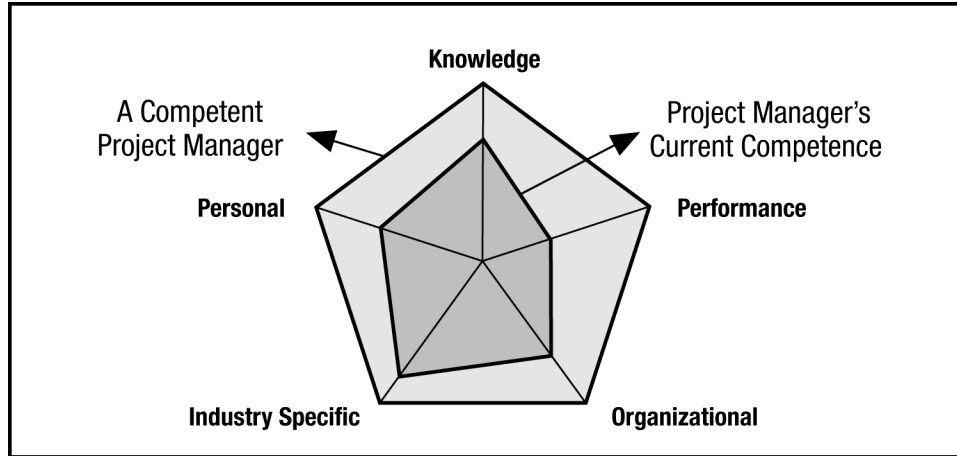 Knowledge
A Competent
Project Manager
Project Manager’s
Current Competence
Personal
Performance
Industry Specific
Organizational